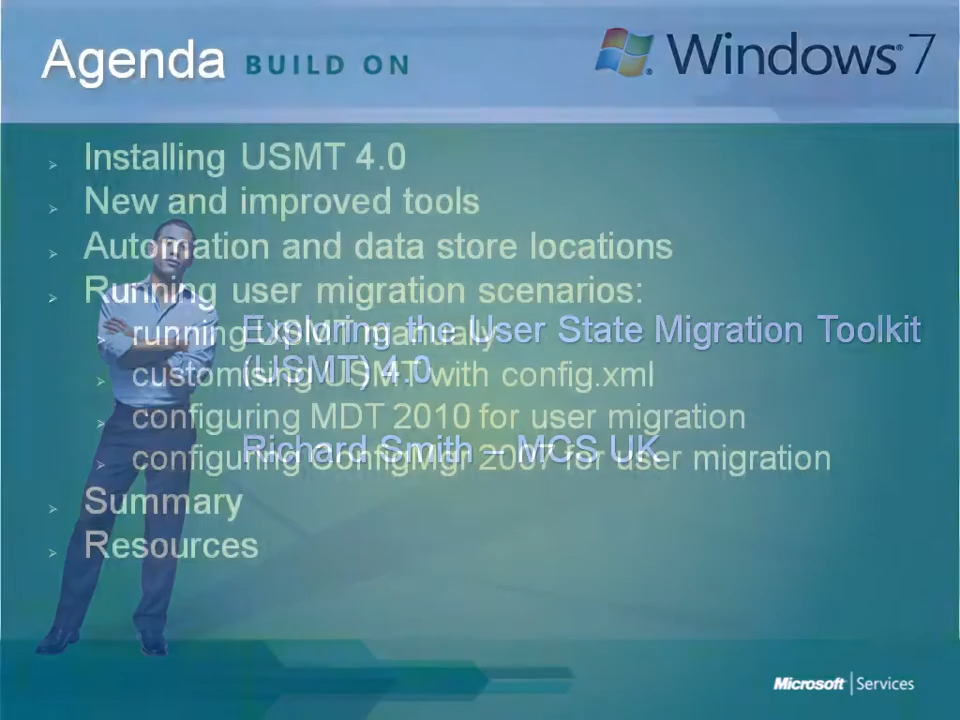 Agenda BUILD ON Windows® 7
Installing USMT 4.0
New and improved tools
Automation and data store locations
Running user migration scenarios:
Exploring the User State Migration Toolkit
running USMT manually
(USMT) 4.0
customising USMT with config.xml
configuring MDT 2010 for user migration
Richard Smith – MCS UK
configuring ConfigMgr 2007 for user migration
Summary
Resources
Microsoft | Services